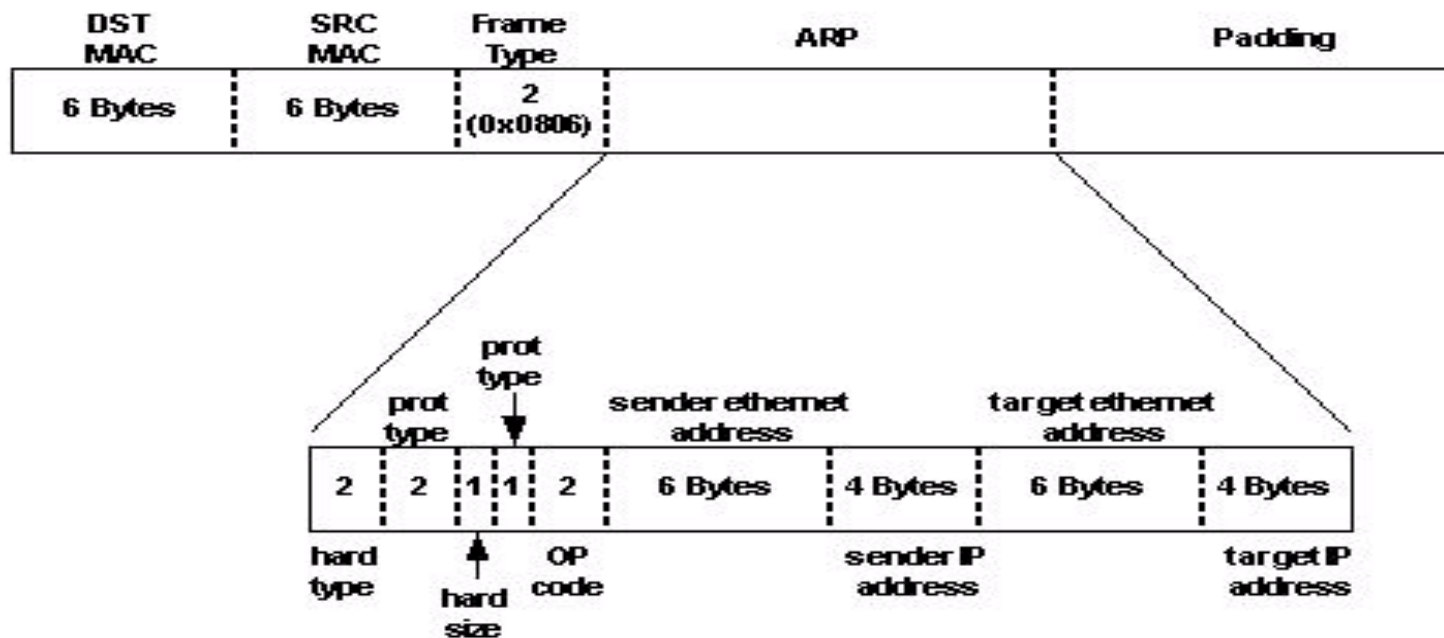 DST MAC
SRC MAC
Frame Type
ARP
Padding
6 Bytes
6 Bytes
2 (0x0806)
prot type
prot type
sender ethernet address
target ethernet address
2
2
1
1
2
6 Bytes
4 Bytes
6 Bytes
4 Bytes
hard type
hard size
OP code
sender IP address
target IP address